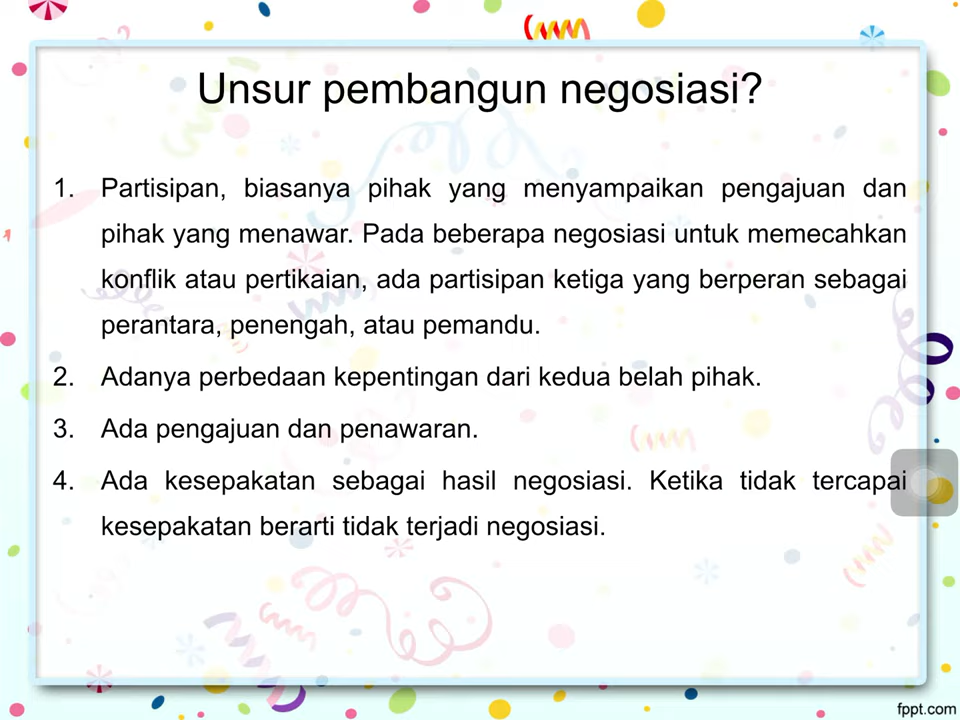 Unsur pembangun negosiasi?
1. Partisipan, biasanya pihak yang menyampaikan pengajuan dan
pihak yang menawar. Pada beberapa negosiasi untuk memecahkan
konflik atau pertikaian, ada partisipan ketiga yang berperan sebagai
perantara, penengah, atau pemandu.
2. Adanya perbedaan kepentingan dari kedua belah pihak.
3. Ada pengajuan dan penawaran.
4. Ada kesepakatan sebagai hasil negosiasi. Ketika tidak tercapai
kesepakatan berarti tidak terjadi negosiasi.
fppt.com